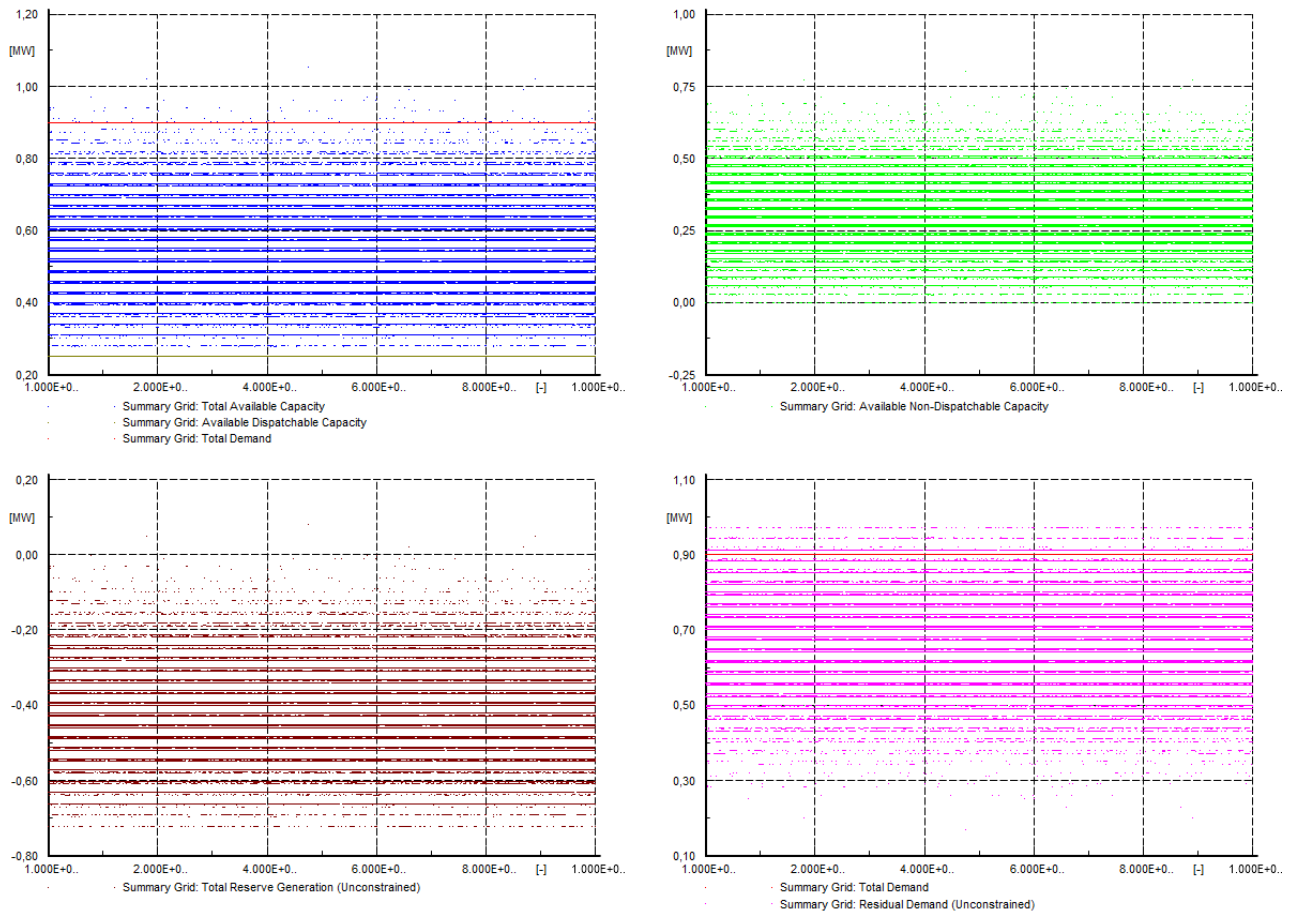 1,20
[MW]
1,00
0,80
0,60
0,40
0,20
1.000E+0..
2.000E+0..
4.000E+0..
6.000E+0..
8.000E+0..
[-]
1.000E+0..
Summary Grid: Total Available Capacity
Summary Grid: Available Dispatchable Capacity
Summary Grid: Total Demand
1,00
[MW]
0,75
0,50
0,25
0,00
-0,25
1.000E+0..
2.000E+0..
4.000E+0..
6.000E+0..
8.000E+0..
[-]
1.000E+0..
Summary Grid: Available Non-Dispatchable Capacity
0,20
[MW]
0,00
-0,20
-0,40
-0,60
-0,80
1.000E+0..
2.000E+0..
4.000E+0..
6.000E+0..
8.000E+0..
[-]
1.000E+0..
Summary Grid: Total Reserve Generation (Unconstrained)
1,10
[MW]
0,90
0,70
0,50
0,30
0,10
1.000E+0..
2.000E+0..
4.000E+0..
6.000E+0..
8.000E+0..
[-]
1.000E+0..
Summary Grid: Total Demand
Summary Grid: Residual Demand (Unconstrained)